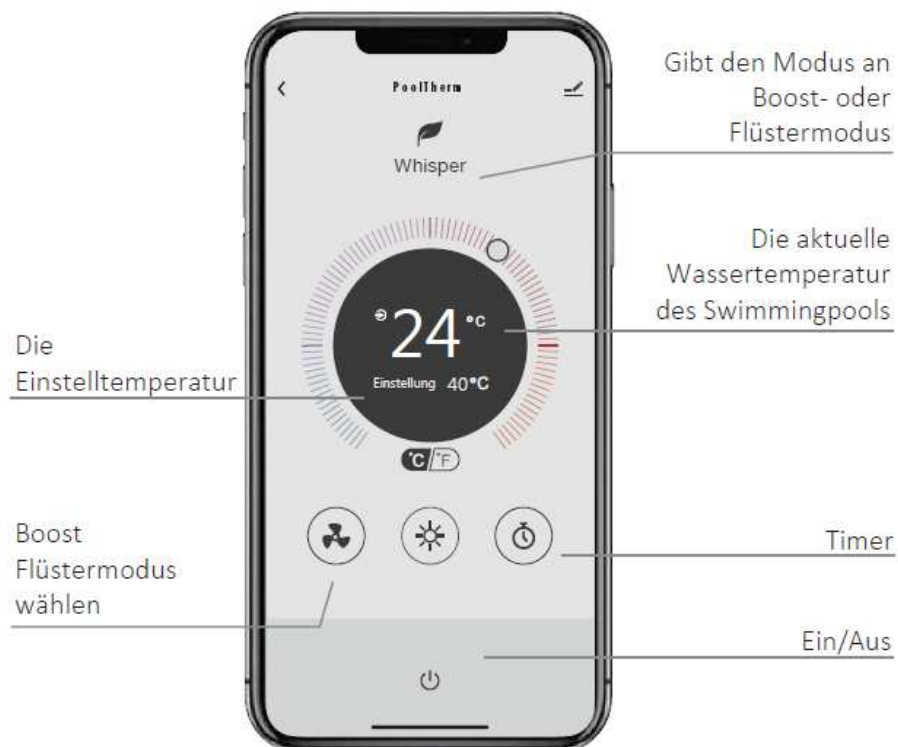 PoolTherm
Whisper
24 °C
Einstellung 40°C
°C/°F
Gibt den Modus an
Boost- oder
Flüstermodus
Die aktuelle
Wassertemperatur
des Swimmingpools
Die
Einstelltemperatur
Boost
Flüstermodus
wählen
Timer
Ein/Aus